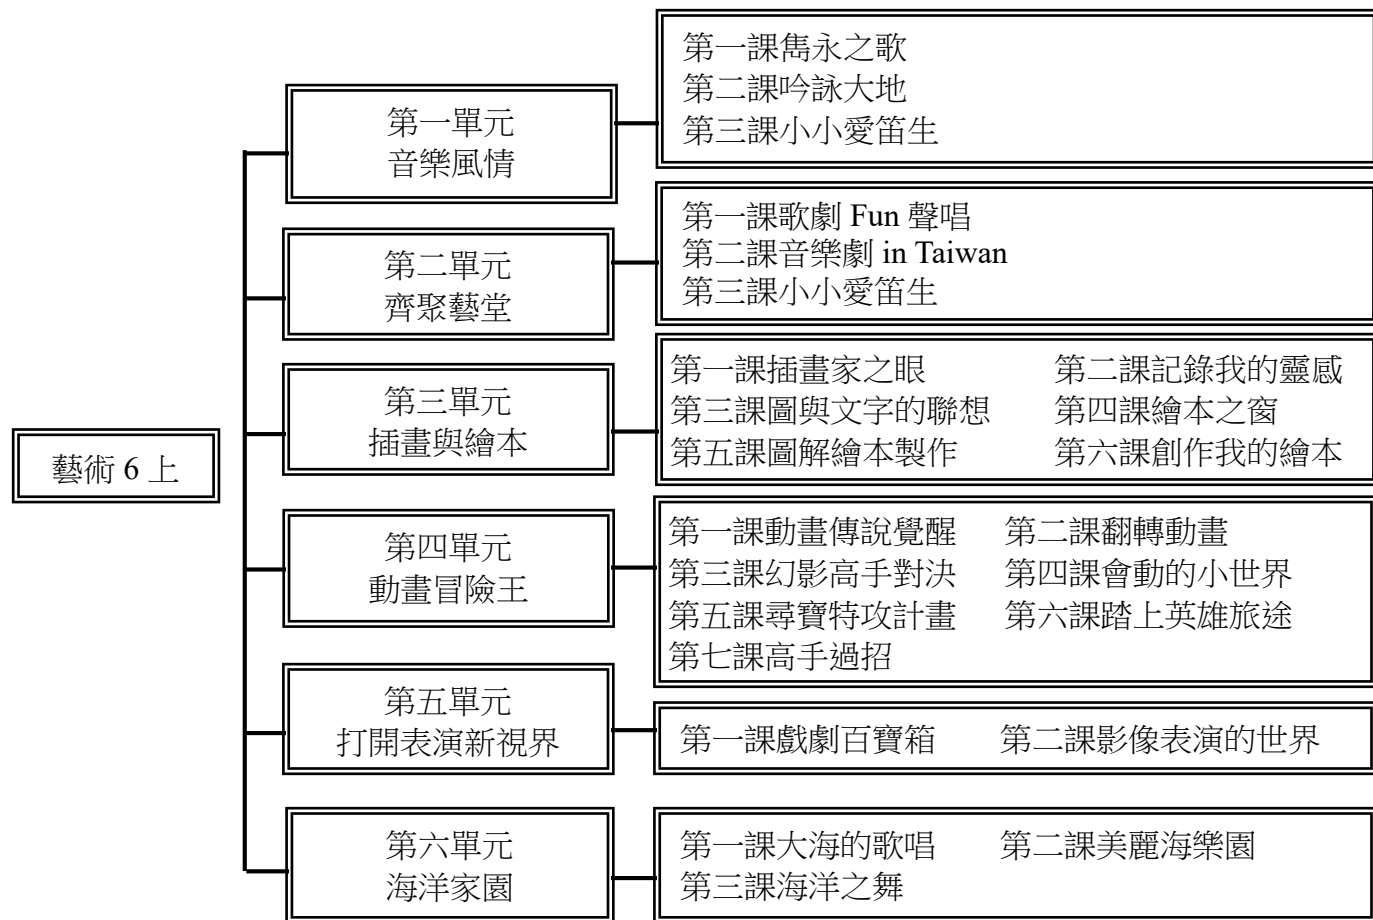 藝術 6 上
第一單元
音樂風情
第一課雋永之歌
第二課吟詠大地
第三課小小愛笛生
第二單元
齊聚藝堂
第一課歌劇 Fun 聲唱
第二課音樂劇 in Taiwan
第三課小小愛笛生
第三單元
插畫與繪本
第一課插畫家之眼 第二課記錄我的靈感
第三課圖與文字的聯想 第四課繪本之窗
第五課圖解繪本製作 第六課創作我的繪本
第四單元
動畫冒險王
第一課動畫傳說覺醒 第二課翻轉動畫
第三課幻影高手對決 第四課會動的小世界
第五課尋寶特攻計畫 第六課踏上英雄旅途
第七課高手過招
第五單元
打開表演新視界
第一課戲劇百寶箱 第二課影像表演的世界
第六單元
海洋家園
第一課大海的歌唱 第二課美麗海樂園
第三課海洋之舞